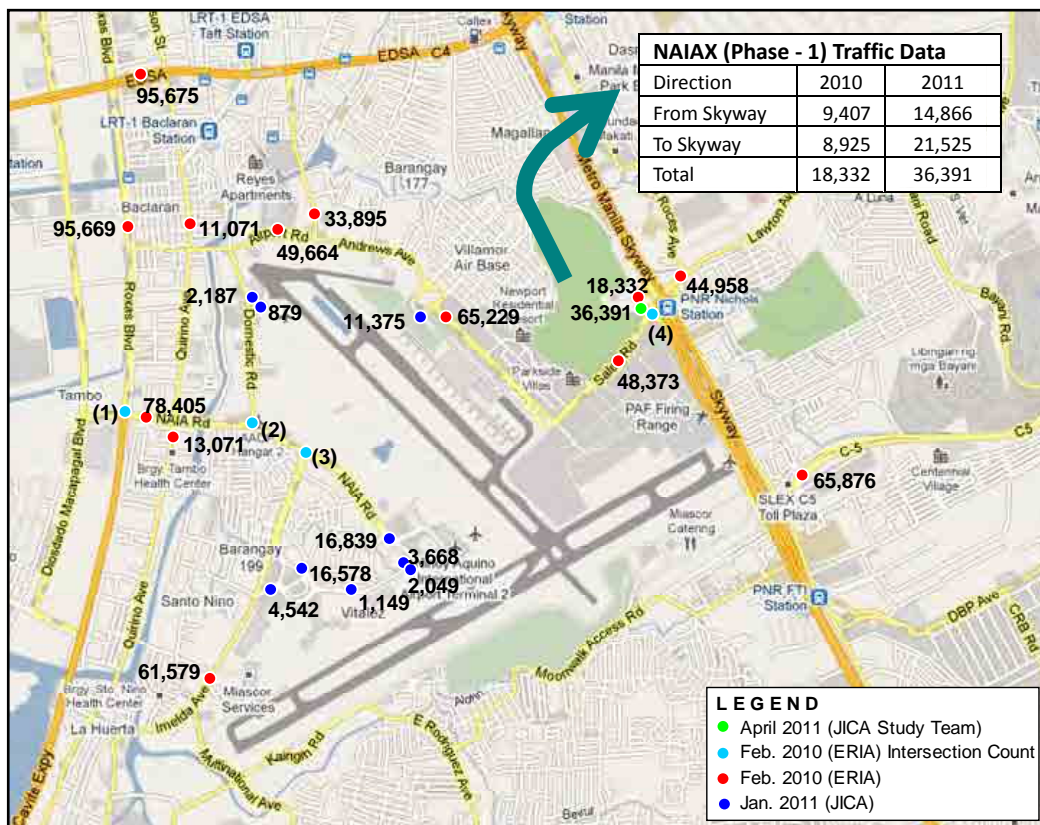 LRT-1 EDSA
Taft Station
Caltex
Station
EDSA C4
EDSA
95,675
LRT-1 Baclaran
Station
Magallan
Barangay
177
Reyes
Apartments
Baclaran
95,669
11,071
33,895
Airport Rd
49,664
Andrews Ave
Villamor
Air Base
Roxas Blvd
Quirino Ave
Domestic Rd
2,187
879
11,375
65,229
Newport
Residential
Parkside
Villas
Metro Manila Skyway
Lawton Ave
18,332
36,391
44,958
PNR Nichols
Station
(4)
48,373
PAF Firing
Range
Skyway
Bayani Rd
Libingan ng
mga Bayani
C5
C-5
Centennial
Village
65,876
SLEX C5
Toll Plaza
Tambo
(1)
78,405
NAIA Rd
13,071
(2)
Hangar 2
(3)
Brgy Tambo
Health Center
Diosdado Macapagal Blvd
NAIA Rd
Miascor
Catering
16,839
3,668
2,049
International
Terminal 2
Barangay
199
16,578
4,542
1,149
Vitalez
Santo Nino
Quirino Ave
PNR FTI
Station
DBP Ave
CRB Rd
Moonwalk Access Rd
61,579
Brgy. Sto. Nino
Health Center
La Huerta
Imelda Ave
Miascor
Services
Multinational Ave
Kaingin Rd
E Rodriguez Ave
Cavite Expy
NAIAX (Phase - 1) Traffic Data
Direction 2010 2011
From Skyway 9,407 14,866
To Skyway 8,925 21,525
Total 18,332 36,391
LEGEND
April 2011 (JICA Study Team)
Feb. 2010 (ERIA) Intersection Count
Feb. 2010 (ERIA)
Jan. 2011 (JICA)